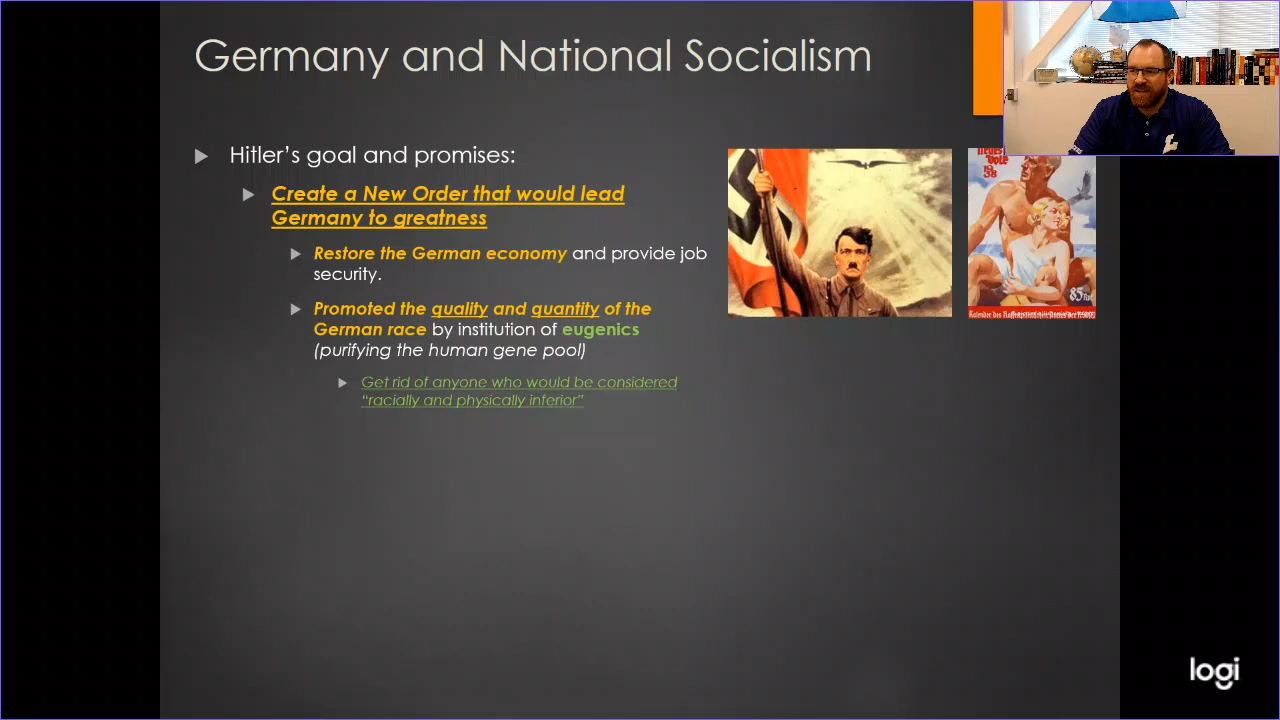 Germany and National Socialism
Hitler's goal and promises:
Create a New Order that would lead
Germany to greatness
Restore the German economy and provide job
security.
Promoted the quality and quantity of the
German race by institution of eugenics
(purifying the human gene pool)
Get rid of anyone who would be considered
"racially and physically inferior"
Volk
1938
logi